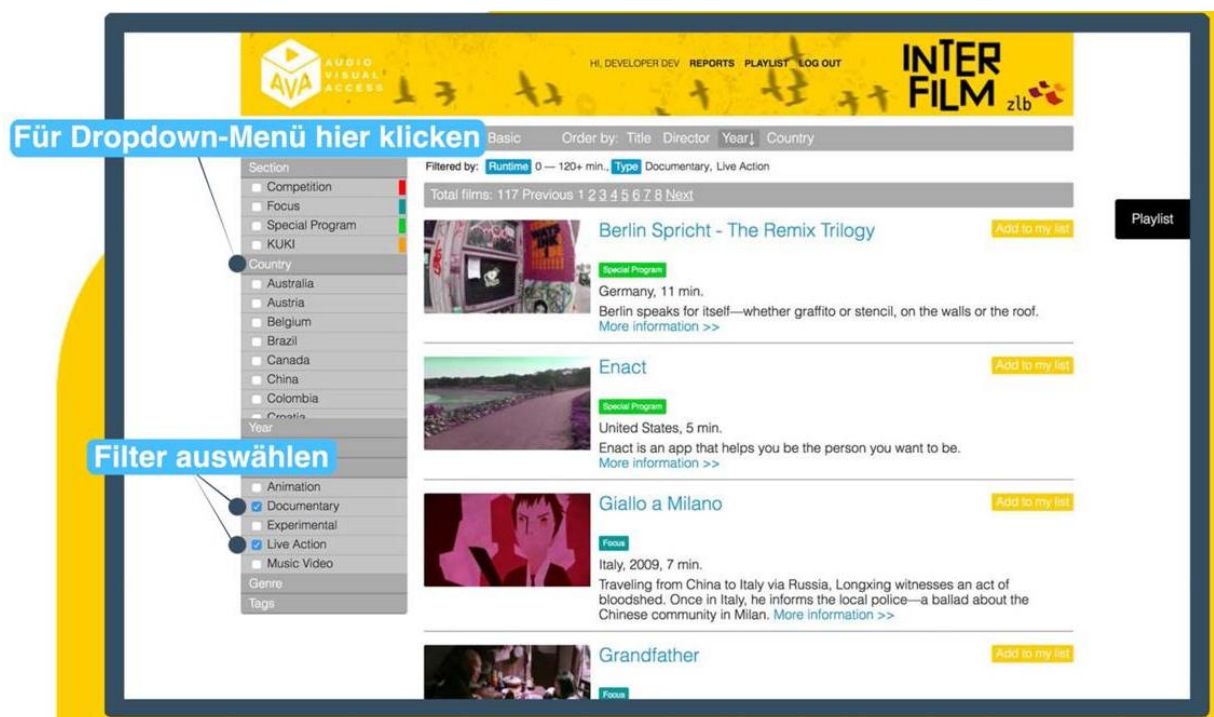 AUDIO
VISUAL
ACCESS
AVA
HI, DEVELOPER DEV REPORTS PLAYLIST LOG OUT
INTER
FILM
zlb
Für Dropdown-Menü hier klicken
Basic Order by: Title Director Year↓ Country
Filtered by: Runtime 0 — 120+ min., Type Documentary, Live Action
Total films: 117 Previous 1 2 3 4 5 6 7 8 Next
Section
Competition
Focus
Special Program
KUKI
Country
Australia
Austria
Belgium
Brazil
Canada
China
Colombia
Croatia
Year
Filter auswählen
Animation
Documentary
Experimental
Live Action
Music Video
Genre
Tags
Berlin Spricht - The Remix Trilogy
Add to my list
Special Program
Germany, 11 min.
Berlin speaks for itself—whether graffito or stencil, on the walls or the roof.
More information >>
Enact
Add to my list
Special Program
United States, 5 min.
Enact is an app that helps you be the person you want to be.
More information >>
Giallo a Milano
Add to my list
Focus
Italy, 2009, 7 min.
Traveling from China to Italy via Russia, Longxing witnesses an act of
bloodshed. Once in Italy, he informs the local police—a ballad about the
Chinese community in Milan. More information >>
Grandfather
Add to my list
Focus
Playlist